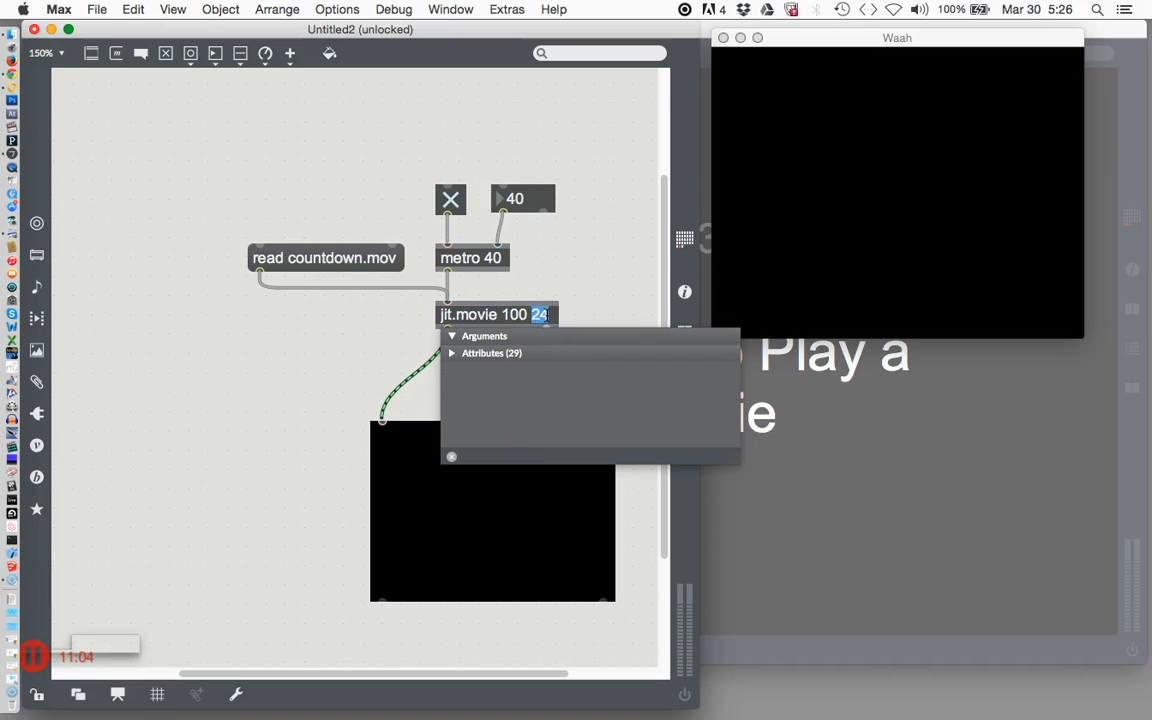 Max File Edit View Object Arrange Options Debug Window Extras Help
4 100% Mar 30 5:26
Untitled2 (unlocked)
Waah
150%
40
read countdown.mov
metro 40
jit.movie 100 24
Arguments
Attributes (29)
Play a
ie
11:04